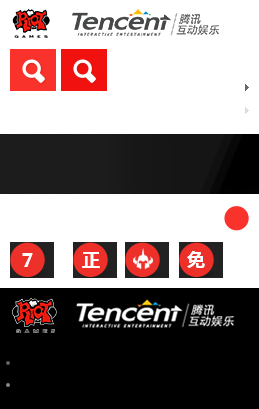 RIOT
GAMES
Tencent 腾讯
INTERACTIVE ENTERTAINMENT 互动娱乐
7 正 免
RIOT
GAMES
Tencent 腾讯
INTERACTIVE ENTERTAINMENT 互动娱乐